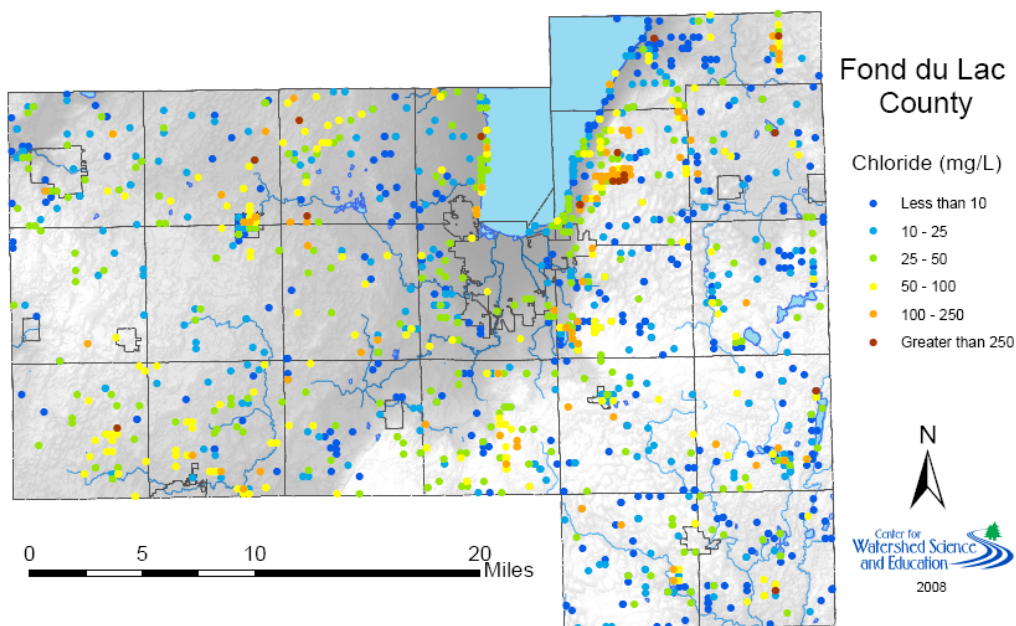 Fond du Lac
County
Chloride (mg/L)
Less than 10
10 - 25
25 - 50
50 - 100
100 - 250
Greater than 250
N
Center for
Watershed Science
and Education
2008
0 5 10 20 Miles